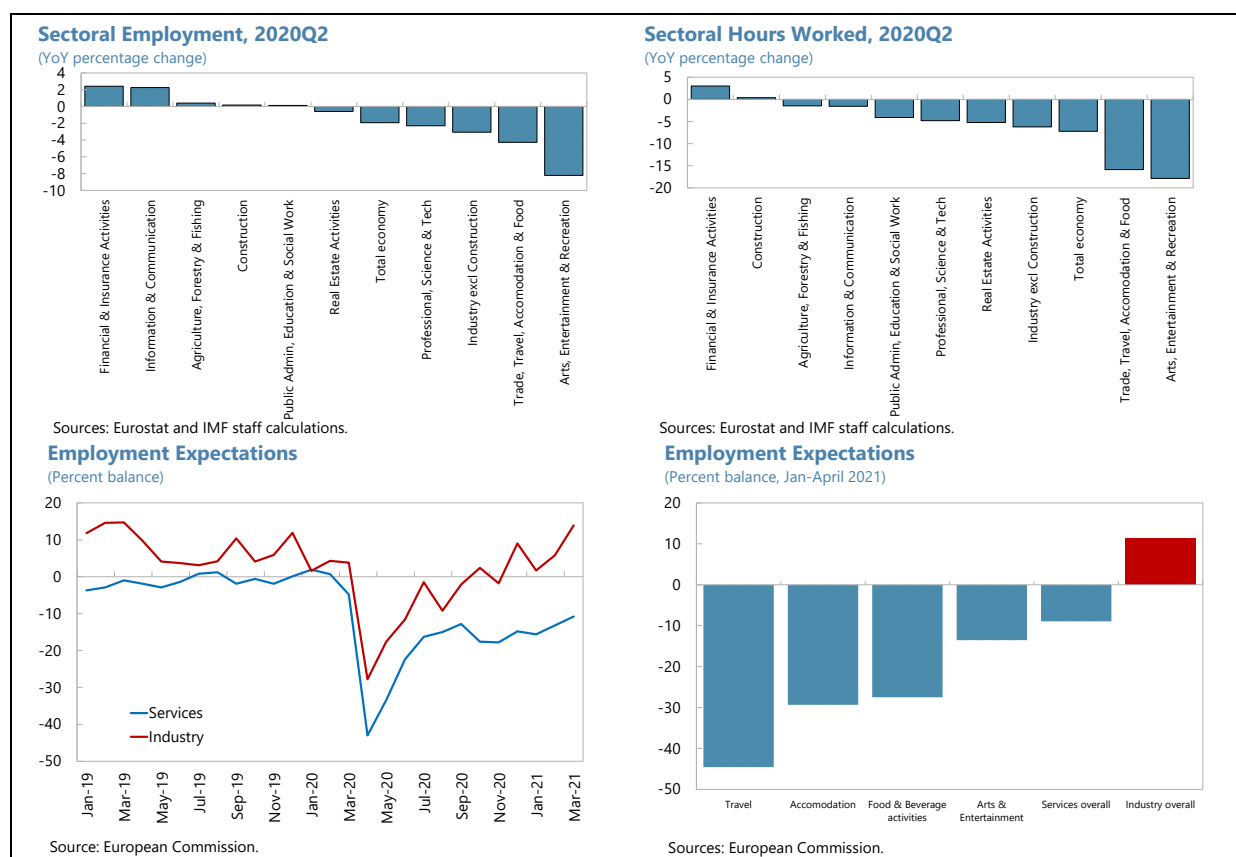 Sectoral Employment, 2020Q2
(YoY percentage change)
4
2
0
-2
-4
-6
-8
-10
Financial & Insurance Activities
Information & Communication
Agriculture, Forestry & Fishing
Construction
Public Admin, Education & Social Work
Real Estate Activities
Total economy
Professional, Science & Tech
Industry excl Construction
Trade, Travel, Accomodation & Food
Arts, Entertainment & Recreation
Sources: Eurostat and IMF staff calculations.
Sectoral Hours Worked, 2020Q2
(YoY percentage change)
5
0
-5
-10
-15
-20
Financial & Insurance Activities
Construction
Agriculture, Forestry & Fishing
Information & Communication
Public Admin, Education & Social Work
Professional, Science & Tech
Real Estate Activities
Industry excl Construction
Total economy
Trade, Travel, Accomodation & Food
Arts, Entertainment & Recreation
Sources: Eurostat and IMF staff calculations.
Employment Expectations
(Percent balance)
20
10
0
-10
-20
-30
-40
-50
Services
Industry
Jan-19
Mar-19
May-19
Jul-19
Sep-19
Nov-19
Jan-20
Mar-20
May-20
Jul-20
Sep-20
Nov-20
Jan-21
Mar-21
Source: European Commission.
Employment Expectations
(Percent balance, Jan-April 2021)
20
10
0
-10
-20
-30
-40
-50
Travel
Accomodation
Food & Beverage
activities
Arts &
Entertainment
Services overall
Industry overall
Sources: European Commission.